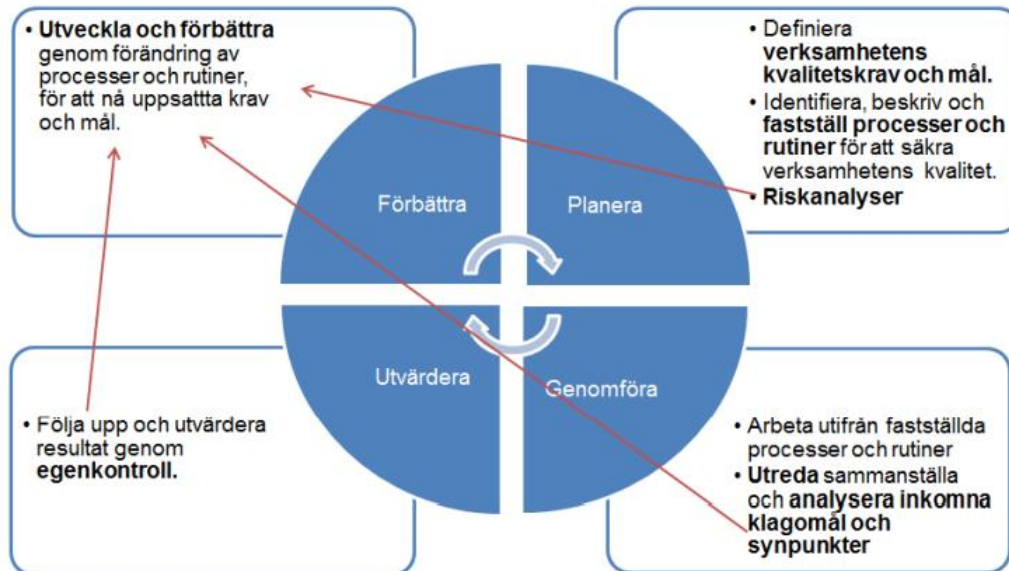 • Utveckla och förbättra
genom förändring av
processer och rutiner,
för att nå uppsattta krav
och mål.
• Definiera
verksamhetens
kvalitetskrav och mål.
• Identifiera, beskriv och
fastställ processer och
rutiner för att säkra
verksamhetens kvalitet.
• Riskanalyser
Förbättra
Planera
Utvärdera
Genomföra
• Följa upp och utvärdera
resultat genom
egenkontroll.
• Arbeta utifrån fastställda
processer och rutiner
• Utreda sammanställa
och analysera inkomna
klagomål och
synpunkter